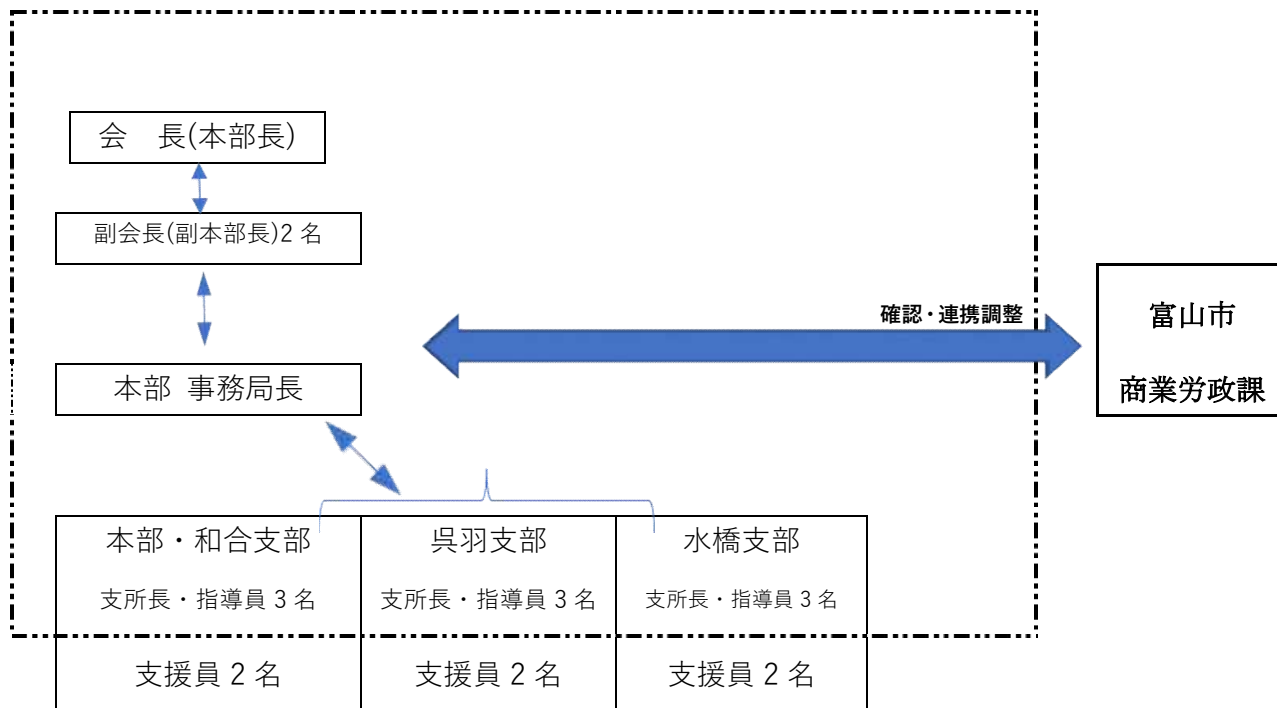 会　長(本部長)
副会長(副本部長)2 名
確認・連携調整
富山市
商業労政課
本部 事務局長
本部・和合支部
呉羽支部
水橋支部
支所長・指導員 3 名
支所長・指導員 3 名
支所長・指導員 3 名
支援員 2 名
支援員 2 名
支援員 2 名